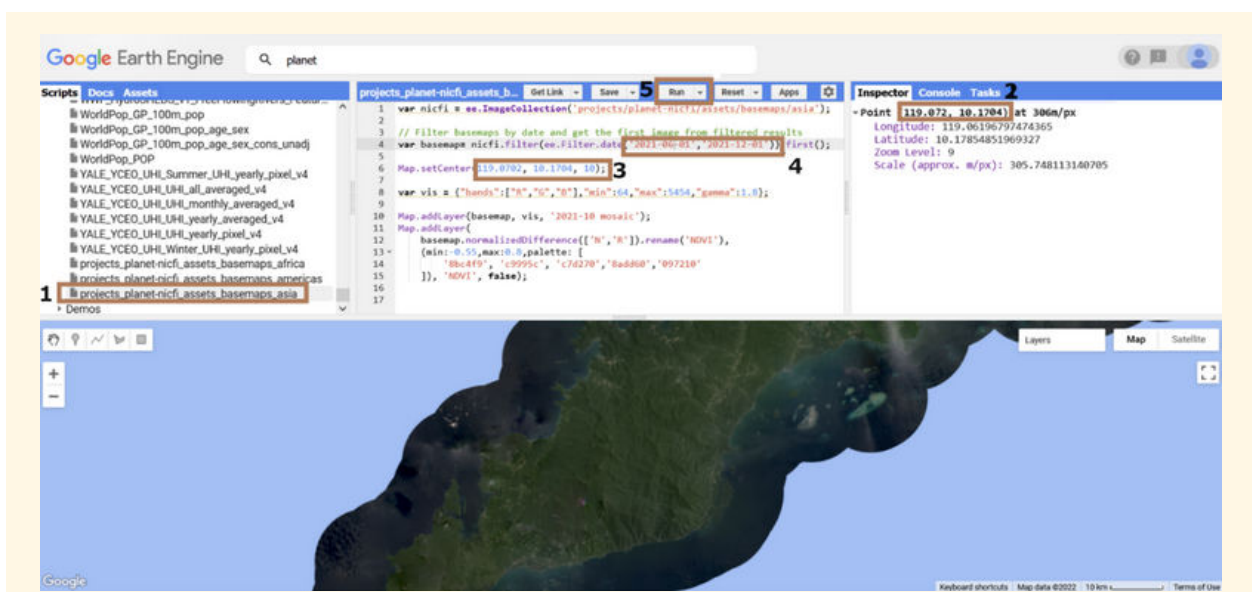 Google Earth Engine
planet
Scripts Docs Assets
WorldPop_GP_100m_pop
WorldPop_GP_100m_pop_age_sex
WorldPop_GP_100m_pop_age_sex_cons_unadj
WorldPop_POP
YALE_YCEO_UHI_Summer_UHI_yearly_pixel_v4
YALE_YCEO_UHI_UHI_all_averaged_v4
YALE_YCEO_UHI_UHI_monthly_averaged_v4
YALE_YCEO_UHI_UHI_yearly_averaged_v4
YALE_YCEO_UHI_UHI_yearly_pixel_v4
YALE_YCEO_UHI_Winter_UHI_yearly_pixel_v4
projects_planet-nicfi_assets_basemaps_africa
projects_planet-nicfi_assets_basemaps_americas
1 projects_planet-nicfi_assets_basemaps_asia
Demos
projects_planet-nicfi_assets_b... Get Link Save 5 Run Reset Apps
1 var nicfi = ee.ImageCollection('projects/planet-nicfi/assets/basemaps/asia');
2
3 // Filter basemaps by date and get the first image from filtered results
4 var basemap= nicfi.filter(ee.Filter.date('2021-06-01','2021-12-01')).first();
5
6 Map.setCenter(119.0702, 10.1704, 10); 3 4
7
8 var vis = {"bands":["R","G","B"],"min":64,"max":5454,"gamma":1.8};
9
10 Map.addLayer(basemap, vis, '2021-10 mosaic');
11 Map.addLayer(
12 basemap.normalizedDifference(['N','R']).rename('NDVI'),
13 {min:-0.55,max:0.8,palette: [
14 '8bc4f9', 'c9995c', 'c7d270','8add60','097210'
15 ]}, 'NDVI', false);
16
17
Inspector Console Tasks 2
Point (119.072, 10.1704) at 306m/px
Longitude: 119.06196797474365
Latitude: 10.17854851969327
Zoom Level: 9
Scale (approx. m/px): 305.748113140705
Layers Map Satellite
Google
Keyboard shortcuts Map data ©2022 10 km Terms of Use